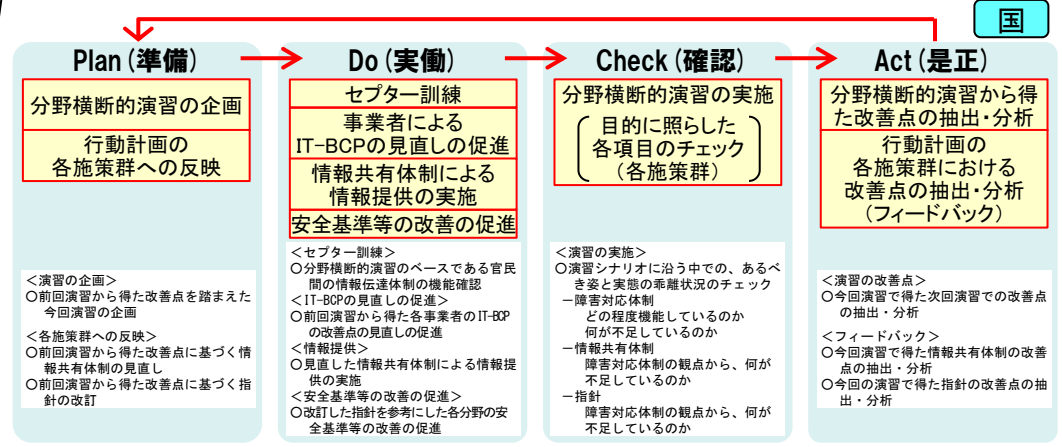 国
Plan(準備)
分野横断的演習の企画
行動計画の
各施策群への反映
＜演習の企画＞
○前回演習から得た改善点を踏まえた
今回演習の企画
＜各施策群への反映＞
○前回演習から得た改善点に基づく情
報共有体制の見直し
○前回演習から得た改善点に基づく指
針の改訂
Do(実働)
セプター訓練
事業者による
IT-BCPの見直しの促進
情報共有体制による
情報提供の実施
安全基準等の改善の促進
＜セプター訓練＞
○分野横断的演習のベースである官民
間の情報伝達体制の機能確認
＜IT-BCPの見直しの促進＞
○前回演習から得た各事業者のIT-BCP
の改善点の見直しの促進
＜情報提供＞
○見直した情報共有体制による情報提
供の実施
＜安全基準等の改善の促進＞
○改訂した指針を参考にした各分野の安
全基準等の改善の促進
Check(確認)
分野横断的演習の実施
目的に照らした
各項目のチェック
(各施策群)
＜演習の実施＞
○演習シナリオに沿う中での、あるべ
き姿と実態の乖離状況のチェック
－障害対応体制
どの程度機能しているのか
何が不足しているのか
－情報共有体制
障害対応体制の観点から、何が
不足しているのか
－指針
障害対応体制の観点から、何が
不足しているのか
Act(是正)
分野横断的演習から得
た改善点の抽出・分析
行動計画の
各施策群における
改善点の抽出・分析
(フィードバック)
＜演習の改善点＞
○今回演習で得た次回演習での改善点
の抽出・分析
＜フィードバック＞
○今回演習で得た情報共有体制の改善
点の抽出・分析
○今回の演習で得た指針の改善点の抽
出・分析